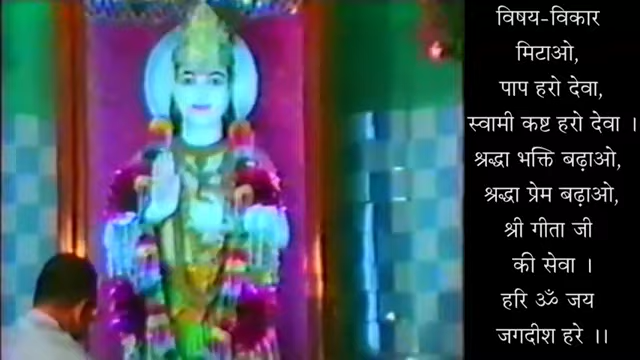 विषय-विकार
मिटाओ,
पाप हरो देवा,
स्वामी कष्ट हरो देवा ।
श्रद्धा भक्ति बढ़ाओ,
श्रद्धा प्रेम बढ़ाओ,
श्री गीता जी
की सेवा ।
हरि ॐ जय
जगदीश हरे ।।